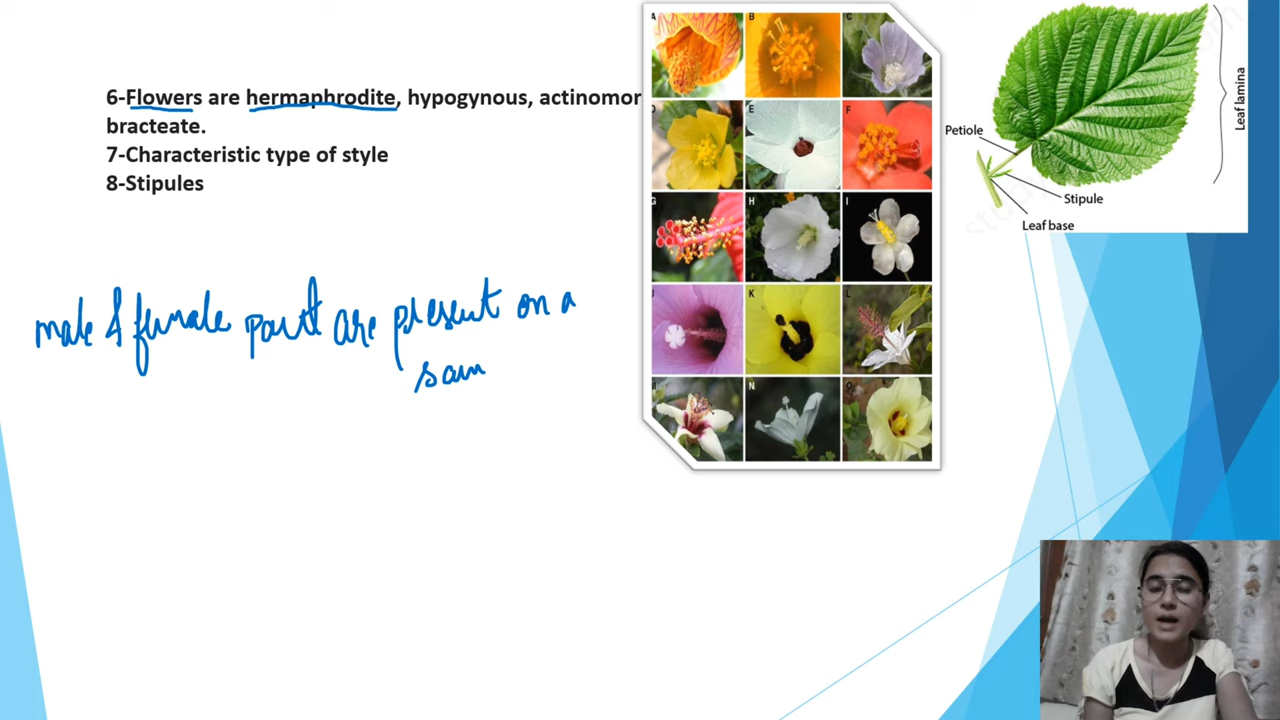 6-Flowers are hermaphrodite, hypogynous, actinomor
bracteate.
7-Characteristic type of style
8-Stipules
male & female part are present on a
sam
A
B
C
D
E
F
G
H
I
J
K
L
N
O
Petiole
Leaf lamina
Stipule
Leaf base